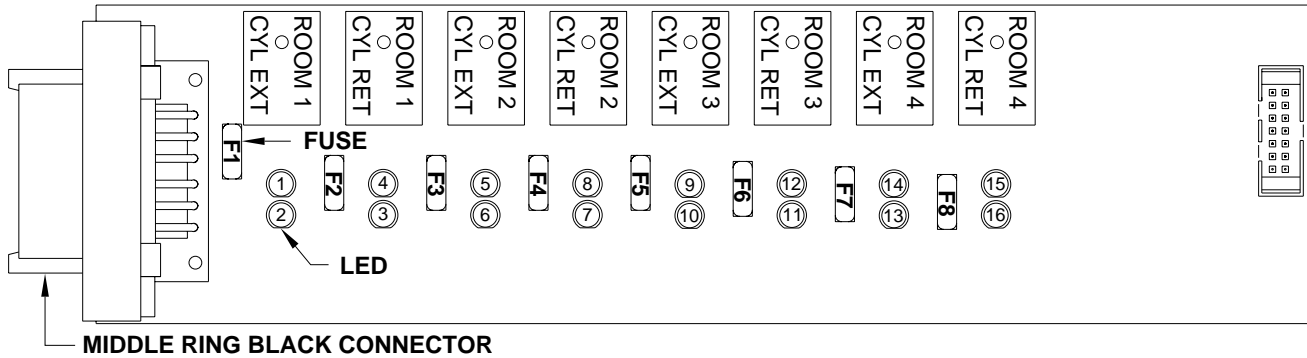 ROOM 1
CYL EXT
ROOM 1
CYL RET
ROOM 2
CYL EXT
ROOM 2
CYL RET
ROOM 3
CYL EXT
ROOM 3
CYL RET
ROOM 4
CYL EXT
ROOM 4
CYL RET
F1
FUSE
F2
F3
F4
F5
F6
F7
F8
1
4
5
8
9
12
14
15
2
3
6
7
10
11
13
16
LED
MIDDLE RING BLACK CONNECTOR